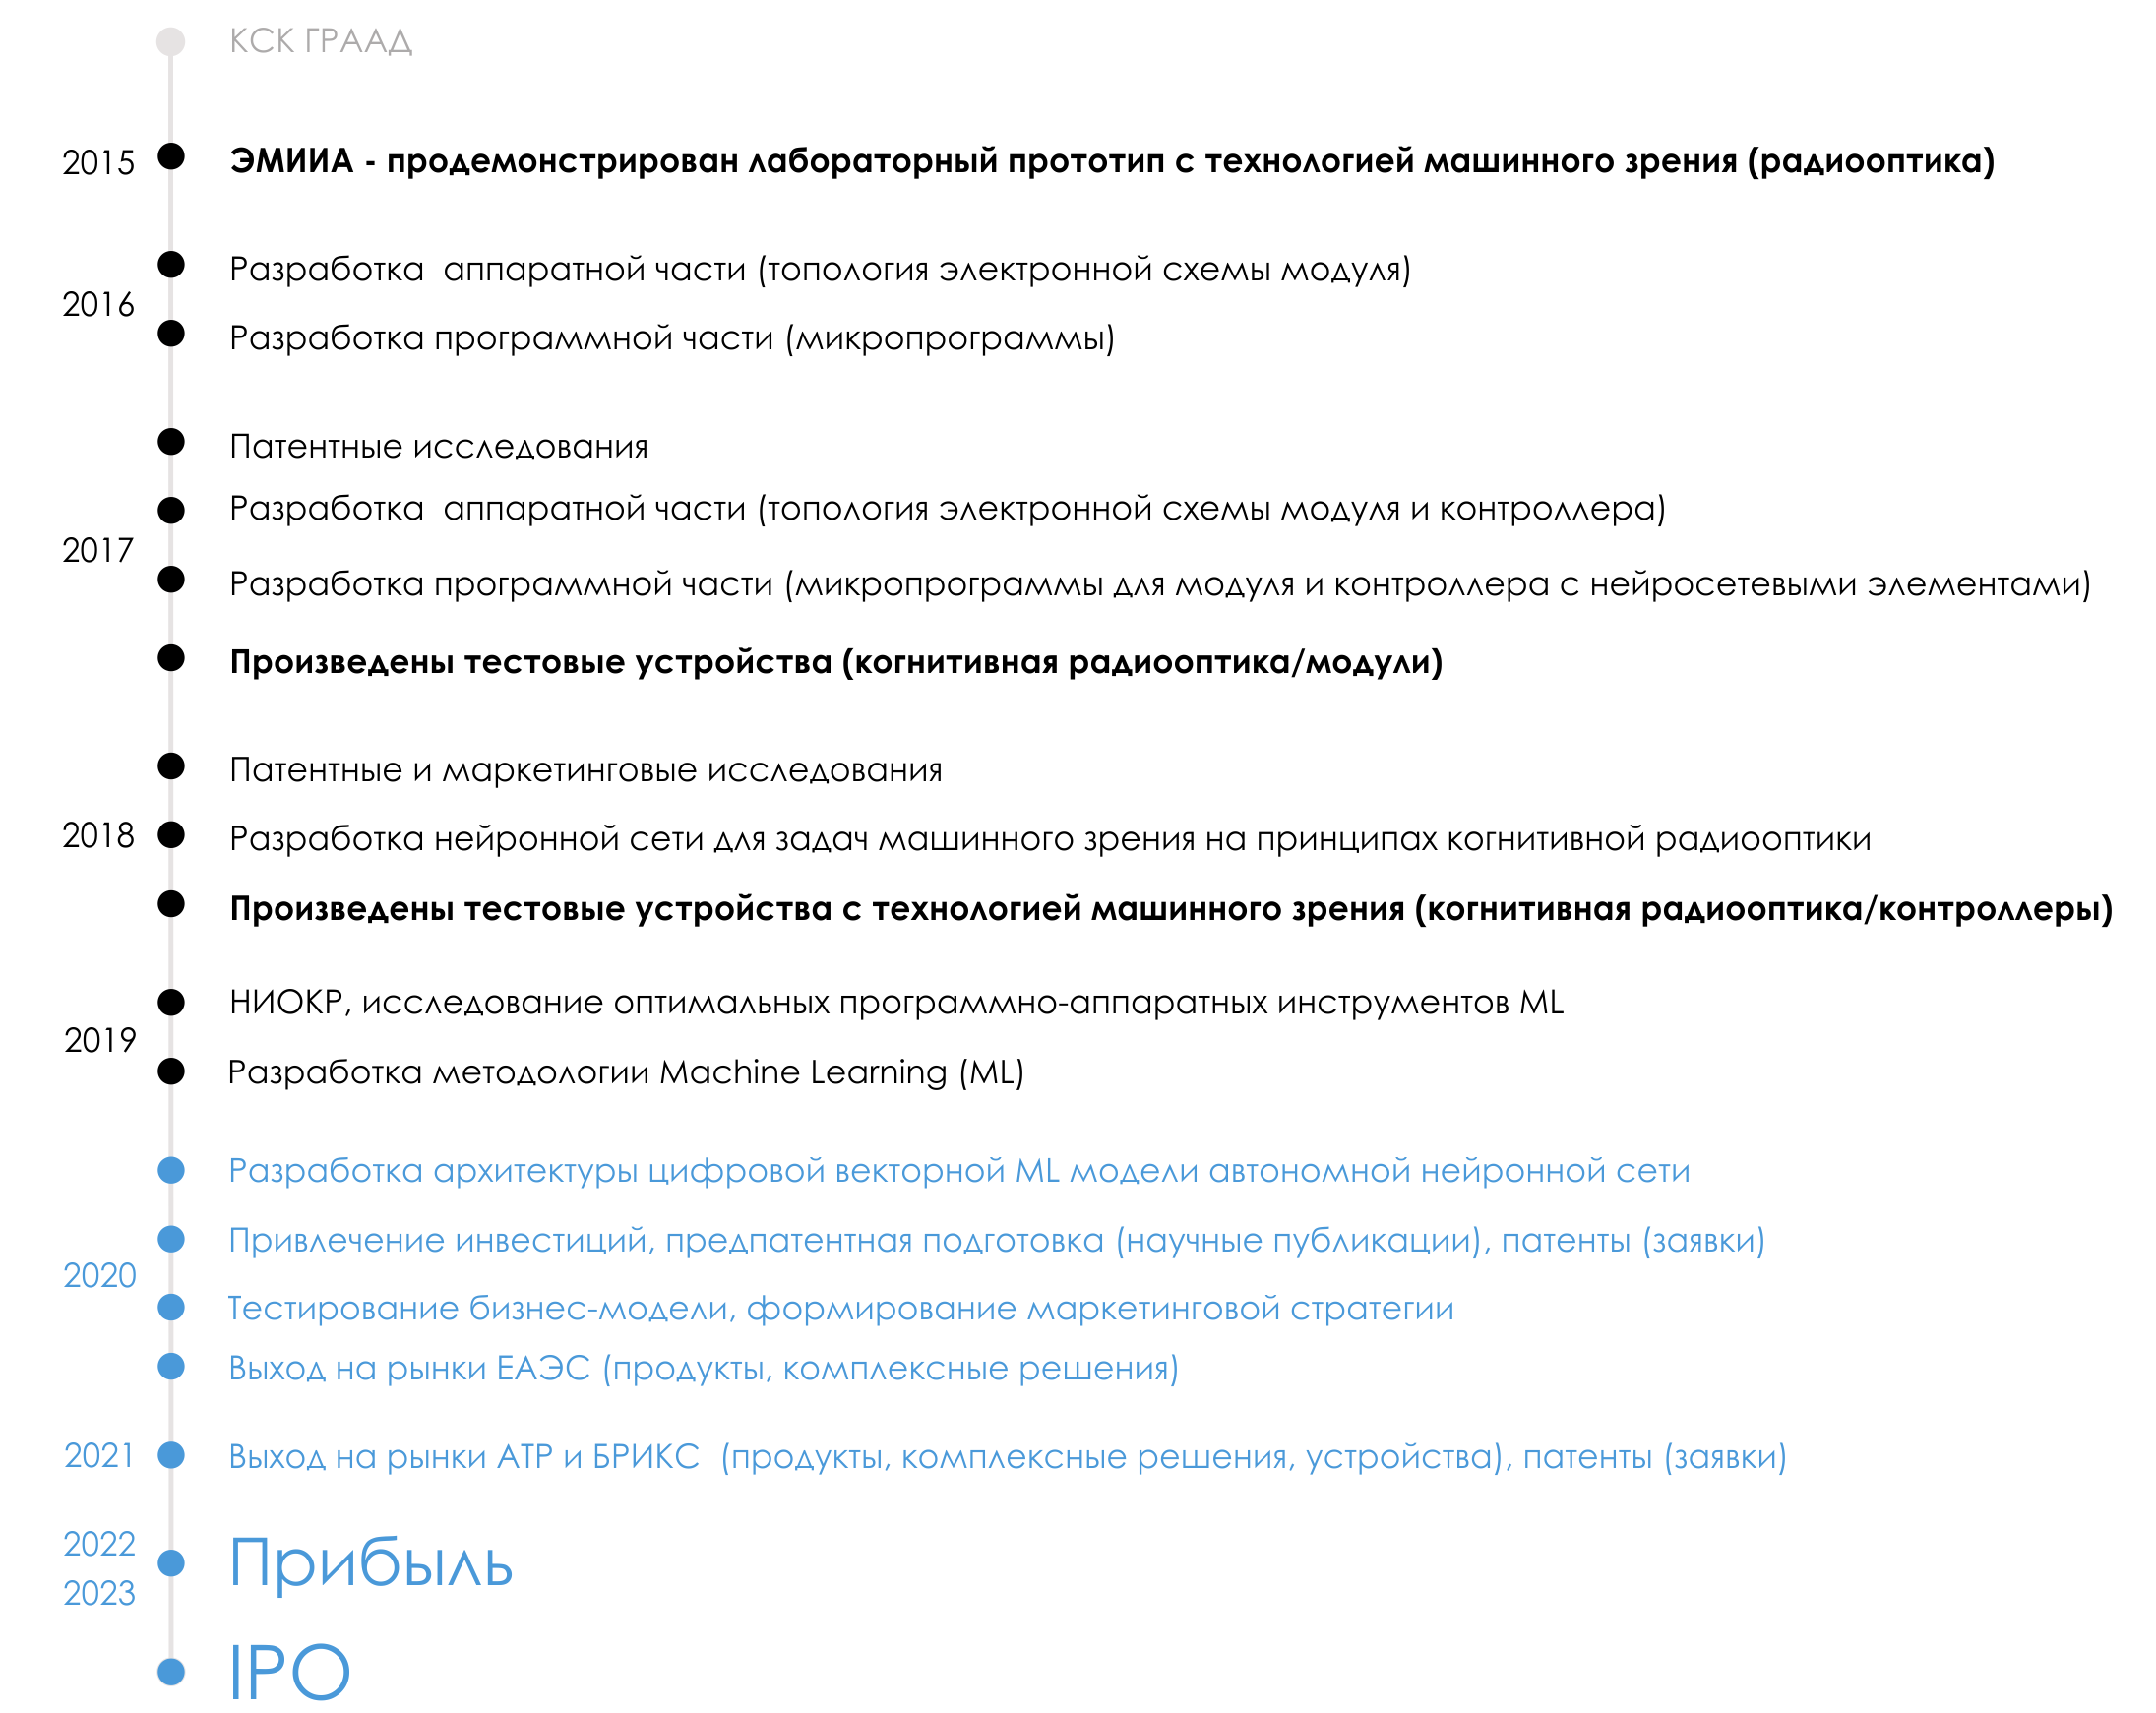 КСК ГРААД
2015
ЭМИИА - продемонстрирован лабораторный прототип с технологией машинного зрения (радиооптика)
2016
Разработка  аппаратной части (топология электронной схемы модуля)
Разработка программной части (микропрограммы)
2017
Патентные исследования
Разработка  аппаратной части (топология электронной схемы модуля и контроллера)
Разработка программной части (микропрограммы для модуля и контроллера с нейросетевыми элементами)
Произведены тестовые устройства (когнитивная радиооптика/модули)
2018
Патентные и маркетинговые исследования
Разработка нейронной сети для задач машинного зрения на принципах когнитивной радиооптики
Произведены тестовые устройства с технологией машинного зрения (когнитивная радиооптика/контроллеры)
2019
НИОКР, исследование оптимальных программно-аппаратных инструментов ML
Разработка методологии Machine Learning (ML)
2020
Разработка архитектуры цифровой векторной ML модели автономной нейронной сети
Привлечение инвестиций, предпатентная подготовка (научные публикации), патенты (заявки)
Тестирование бизнес-модели, формирование маркетинговой стратегии
Выход на рынки ЕАЭС (продукты, комплексные решения)
2021
Выход на рынки АТР и БРИКС  (продукты, комплексные решения, устройства), патенты (заявки)
2022
2023
Прибыль
IPO